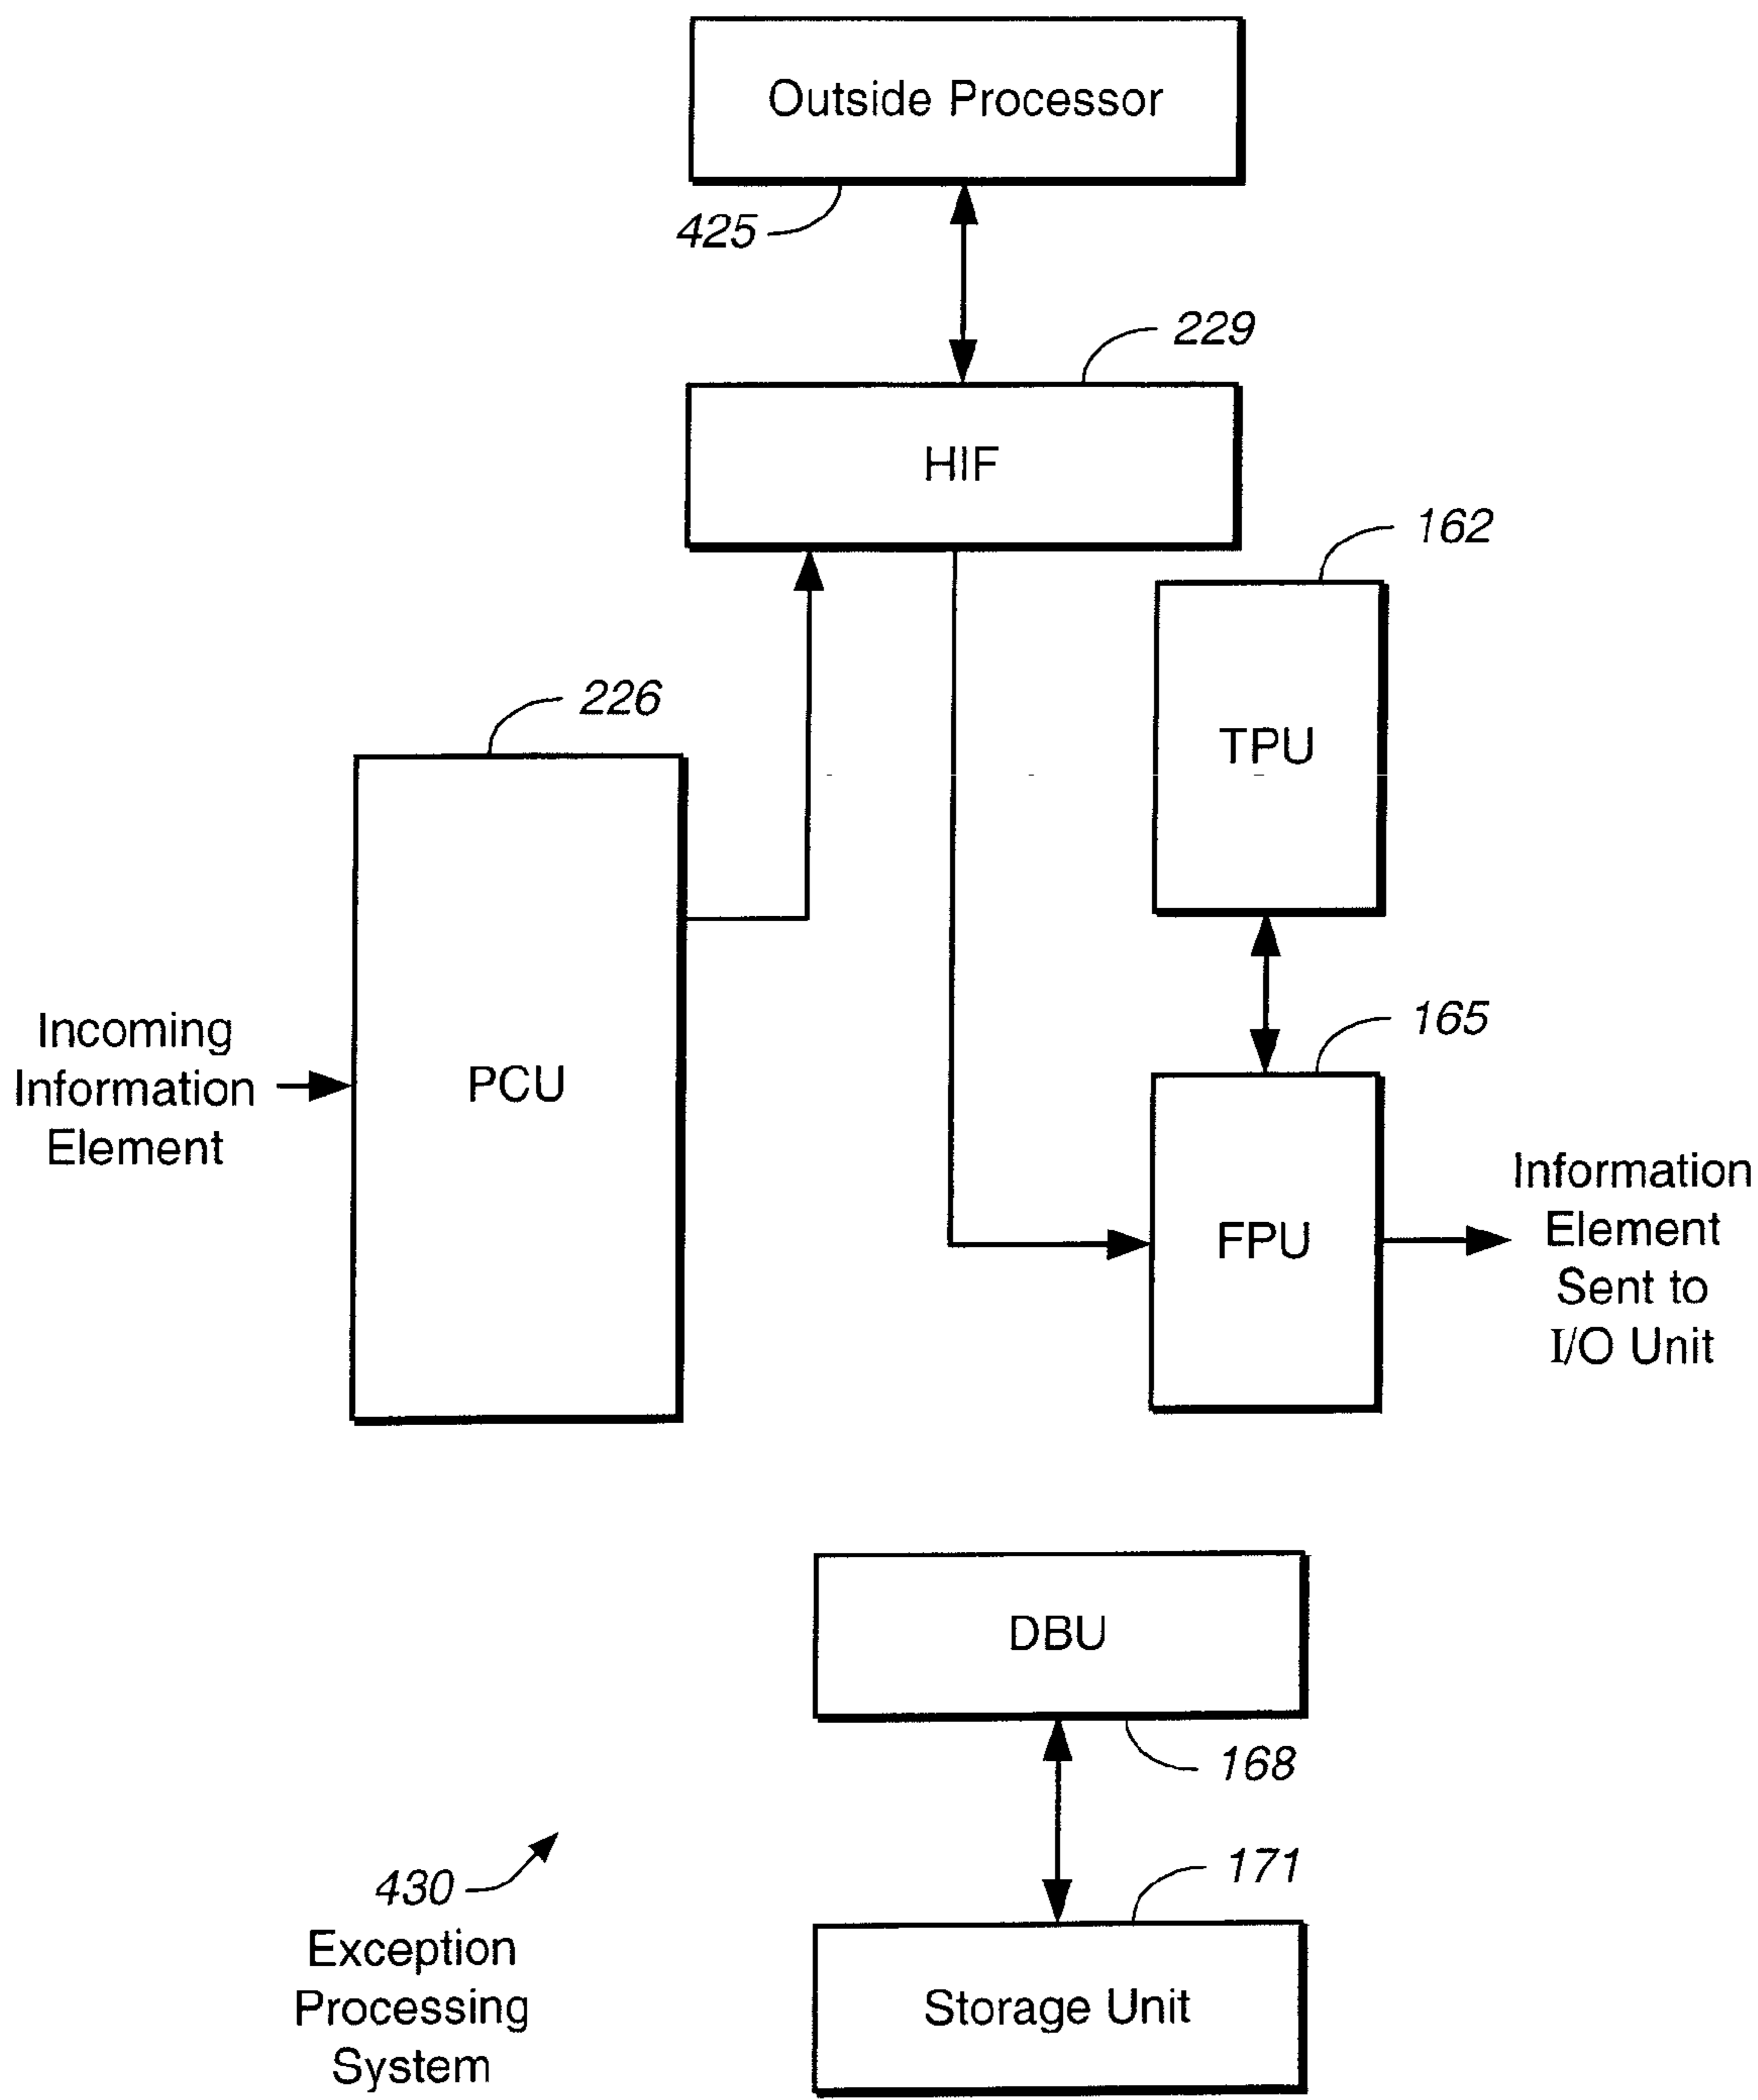 Outside Processor
425
229
HIF
162
TPU
226
PCU
Incoming
Information
Element
165
FPU
Information
Element
Sent to
I/O Unit
DBU
168
171
Storage Unit
430
Exception
Processing
System